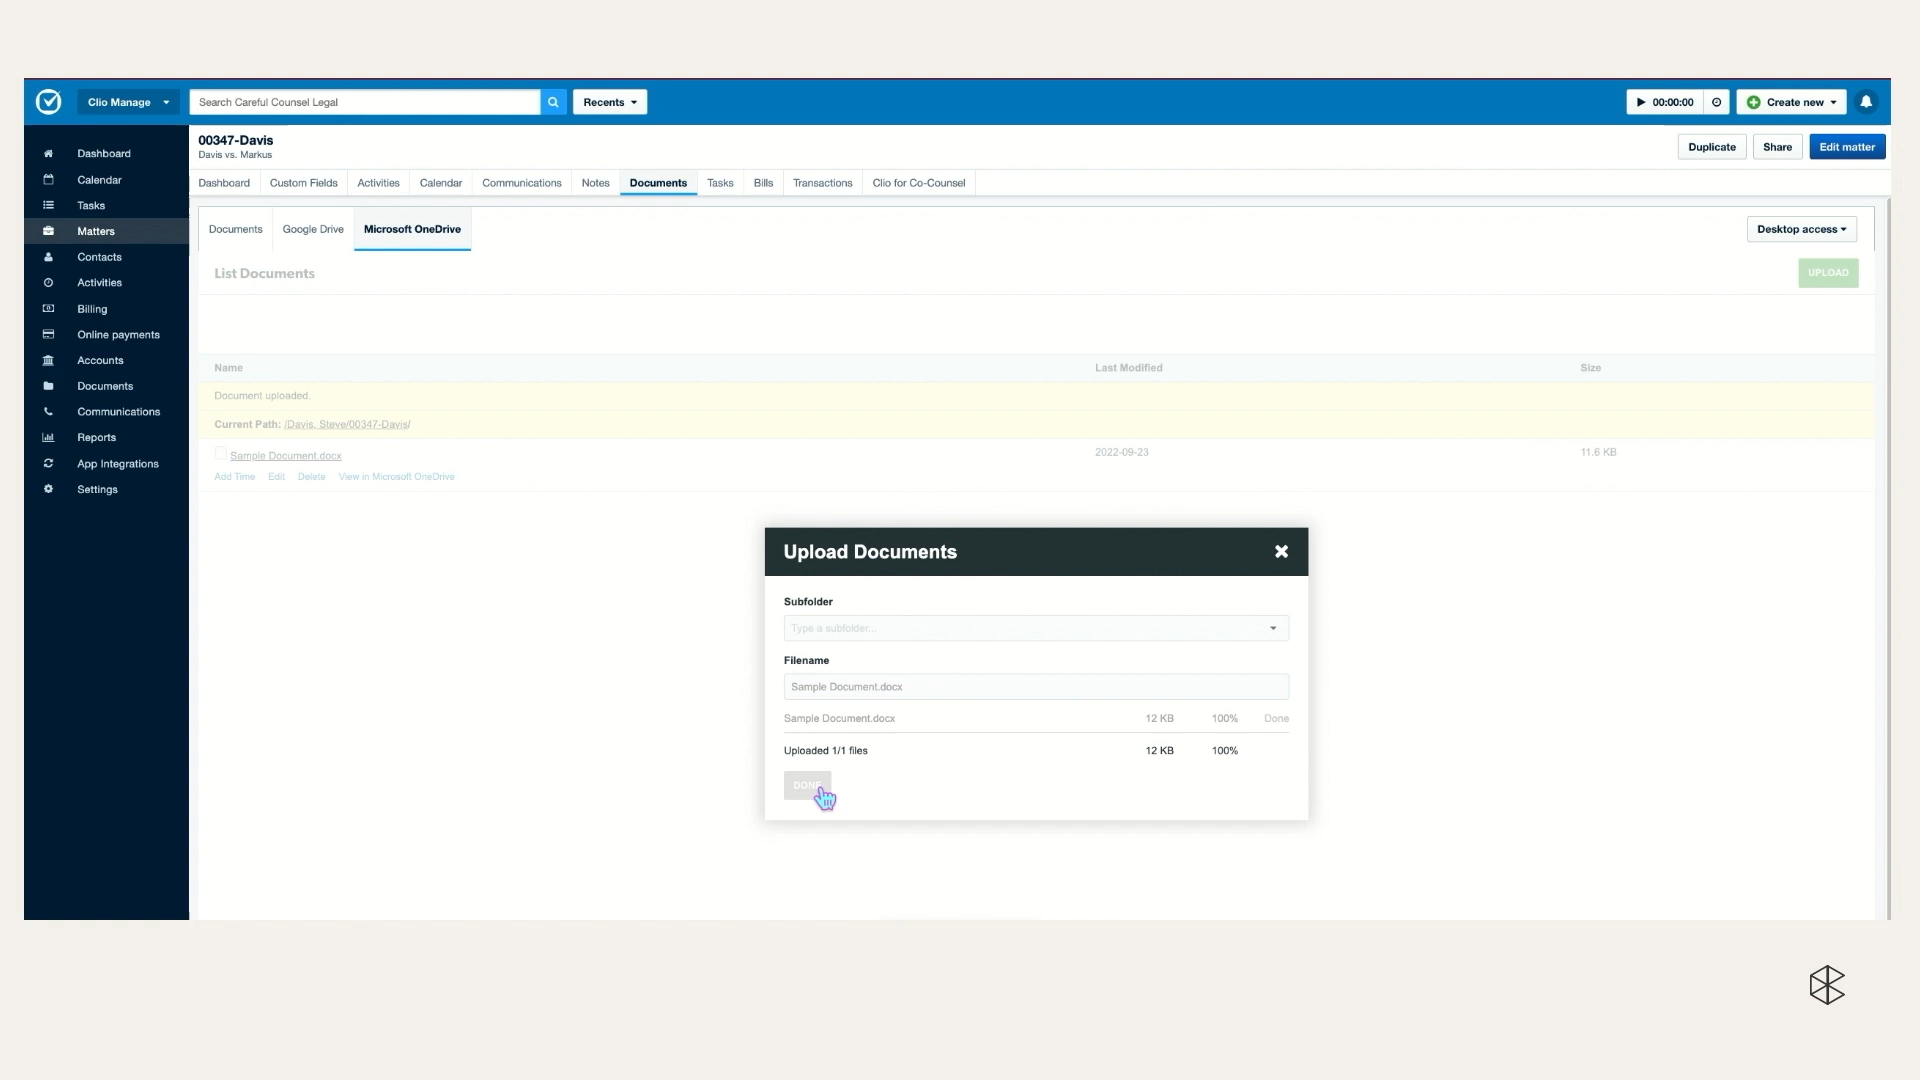 Clio Manage
Search Careful Counsel Legal
Recents
00:00:00
Create new
00347-Davis
Davis vs. Markus
Duplicate
Share
Edit matter
Dashboard
Calendar
Tasks
Matters
Contacts
Activities
Billing
Online payments
Accounts
Documents
Communications
Reports
App Integrations
Settings
Dashboard
Custom Fields
Activities
Calendar
Communications
Notes
Documents
Tasks
Bills
Transactions
Clio for Co-Counsel
Documents
Google Drive
Microsoft OneDrive
Desktop access
List Documents
UPLOAD
Name
Last Modified
Size
Document uploaded.
Current Path: /Davis, Steve/00347-Davis/
Sample Document.docx
2022-09-23
11.6 KB
Add Time
Edit
Delete
View in Microsoft OneDrive
Upload Documents
Subfolder
Type a subfolder...
Filename
Sample Document.docx
Sample Document.docx
12 KB
100%
Done
Uploaded 1/1 files
12 KB
100%
DONE